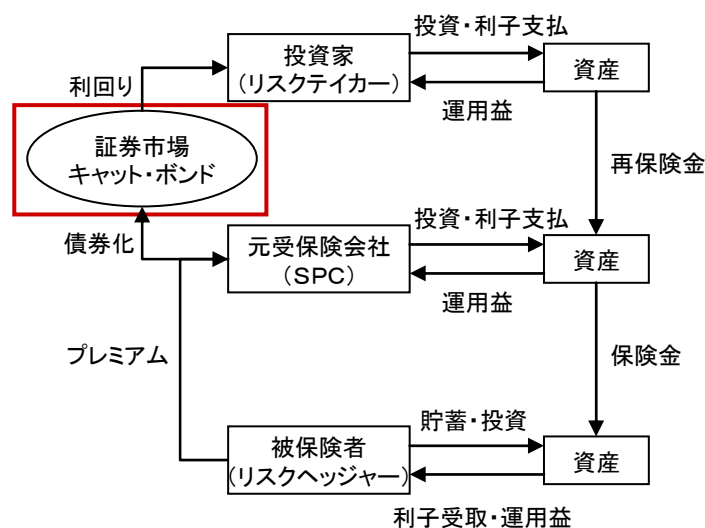 投資・利子支払
投資家
(リスクテイカー)
資産
利回り
運用益
証券市場
キャット・ボンド
再保険金
投資・利子支払
債券化
元受保険会社
(SPC)
資産
運用益
プレミアム
保険金
貯蓄・投資
被保険者
(リスクヘッジャー)
資産
利子受取・運用益